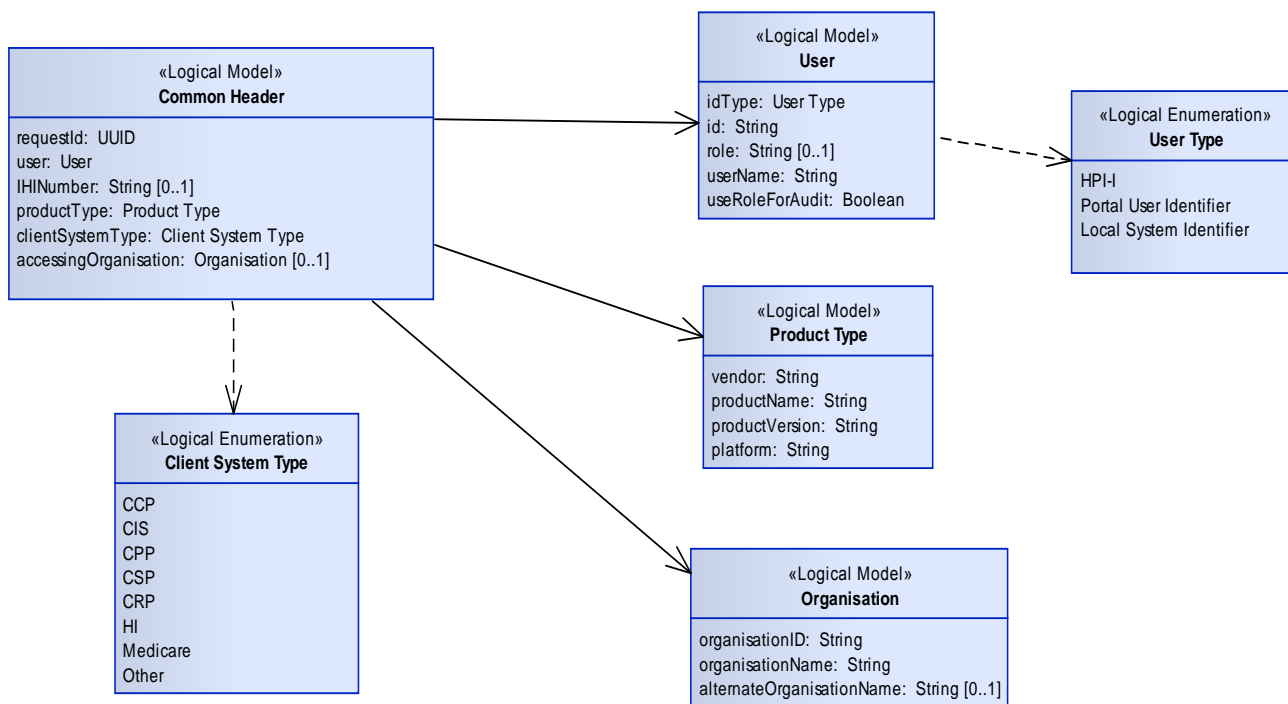 «Logical Model»
Common Header
requestId: UUID
user: User
IHINumber: String [0..1]
productType: Product Type
clientSystemType: Client System Type
accessingOrganisation: Organisation [0..1]
«Logical Model»
User
idType: User Type
id: String
role: String [0..1]
userName: String
useRoleForAudit: Boolean
«Logical Enumeration»
User Type
HPI-I
Portal User Identifier
Local System Identifier
«Logical Model»
Product Type
vendor: String
productName: String
productVersion: String
platform: String
«Logical Enumeration»
Client System Type
CCP
CIS
CPP
CSP
CRP
HI
Medicare
Other
«Logical Model»
Organisation
organisationID: String
organisationName: String
alternateOrganisationName: String [0..1]